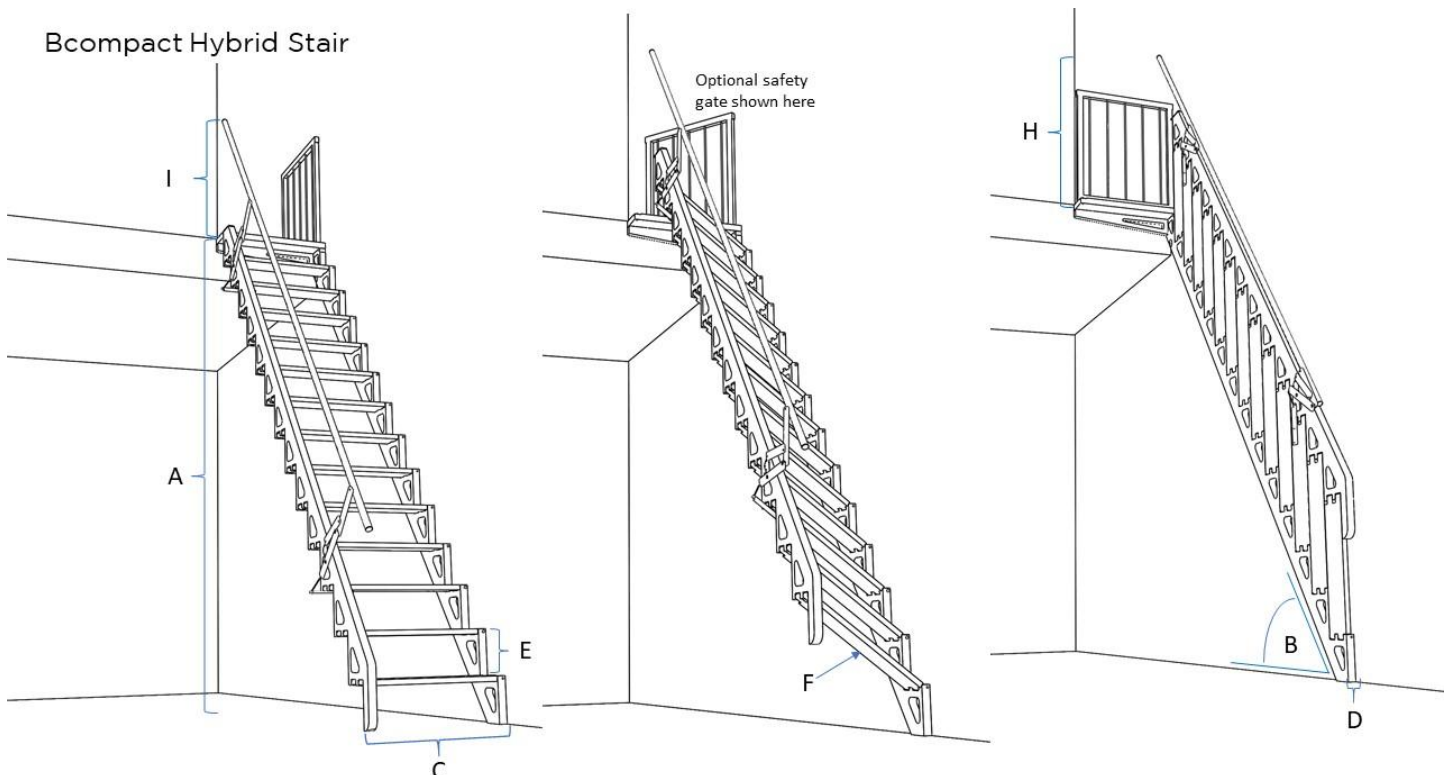 Bcompact Hybrid Stair
Optional safety
gate shown here
I
A
E
C
F
H
B
D